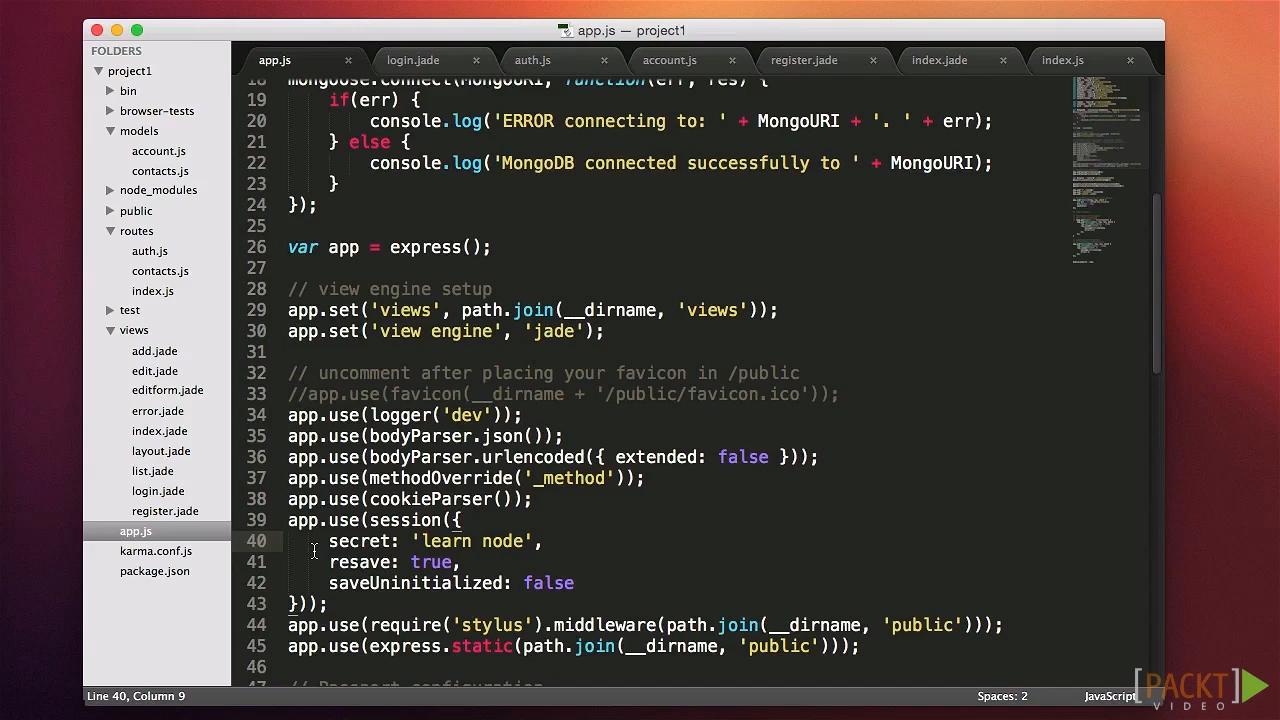 app.js — project1
FOLDERS
project1
bin
browser-tests
models
account.js
contacts.js
node_modules
public
routes
auth.js
contacts.js
index.js
test
views
add.jade
edit.jade
editform.jade
error.jade
index.jade
layout.jade
list.jade
login.jade
register.jade
app.js
karma.conf.js
package.json
app.js × login.jade × auth.js × account.js × register.jade × index.jade × index.js ×
18 mongoose.connect(MongoURI, function(err, res) {
19 if(err) {
20 console.log('ERROR connecting to: ' + MongoURI + '. ' + err);
21 } else {
22 console.log('MongoDB connected successfully to ' + MongoURI);
23 }
24 });
25
26 var app = express();
27
28 // view engine setup
29 app.set('views', path.join(__dirname, 'views'));
30 app.set('view engine', 'jade');
31
32 // uncomment after placing your favicon in /public
33 //app.use(favicon(__dirname + '/public/favicon.ico'));
34 app.use(logger('dev'));
35 app.use(bodyParser.json());
36 app.use(bodyParser.urlencoded({ extended: false }));
37 app.use(methodOverride('_method'));
38 app.use(cookieParser());
39 app.use(session({
40 secret: 'learn node',
41 resave: true,
42 saveUninitialized: false
43 }));
44 app.use(require('stylus').middleware(path.join(__dirname, 'public')));
45 app.use(express.static(path.join(__dirname, 'public')));
46
47 // Passport configuration
Line 40, Column 9
Spaces: 2
JavaScript
[PACKT]
VIDEO